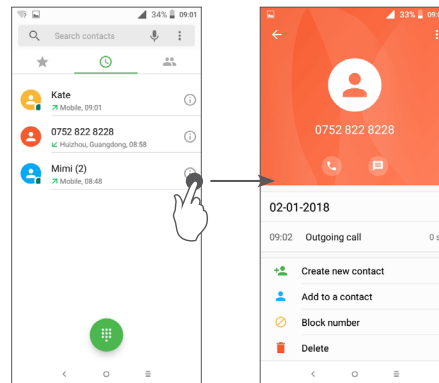 34% 09:01
Search contacts
Kate
Mobile, 09:01
0752 822 8228
Huizhou, Guangdong, 08:58
Mimi (2)
Mobile, 08:48
33%
0752 822 8228
02-01-2018
09:02 Outgoing call 0 s
Create new contact
Add to a contact
Block number
Delete